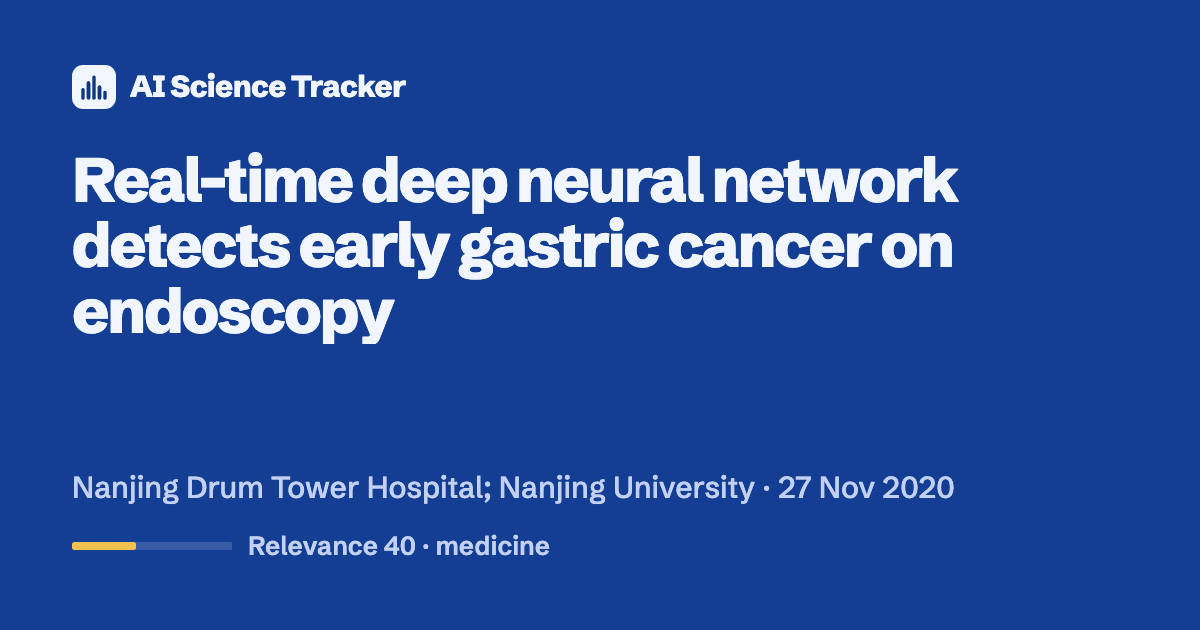 AI Science Tracker
Real-time deep neural network
detects early gastric cancer on
endoscopy
Nanjing Drum Tower Hospital; Nanjing University · 27 Nov 2020
Relevance 40 · medicine